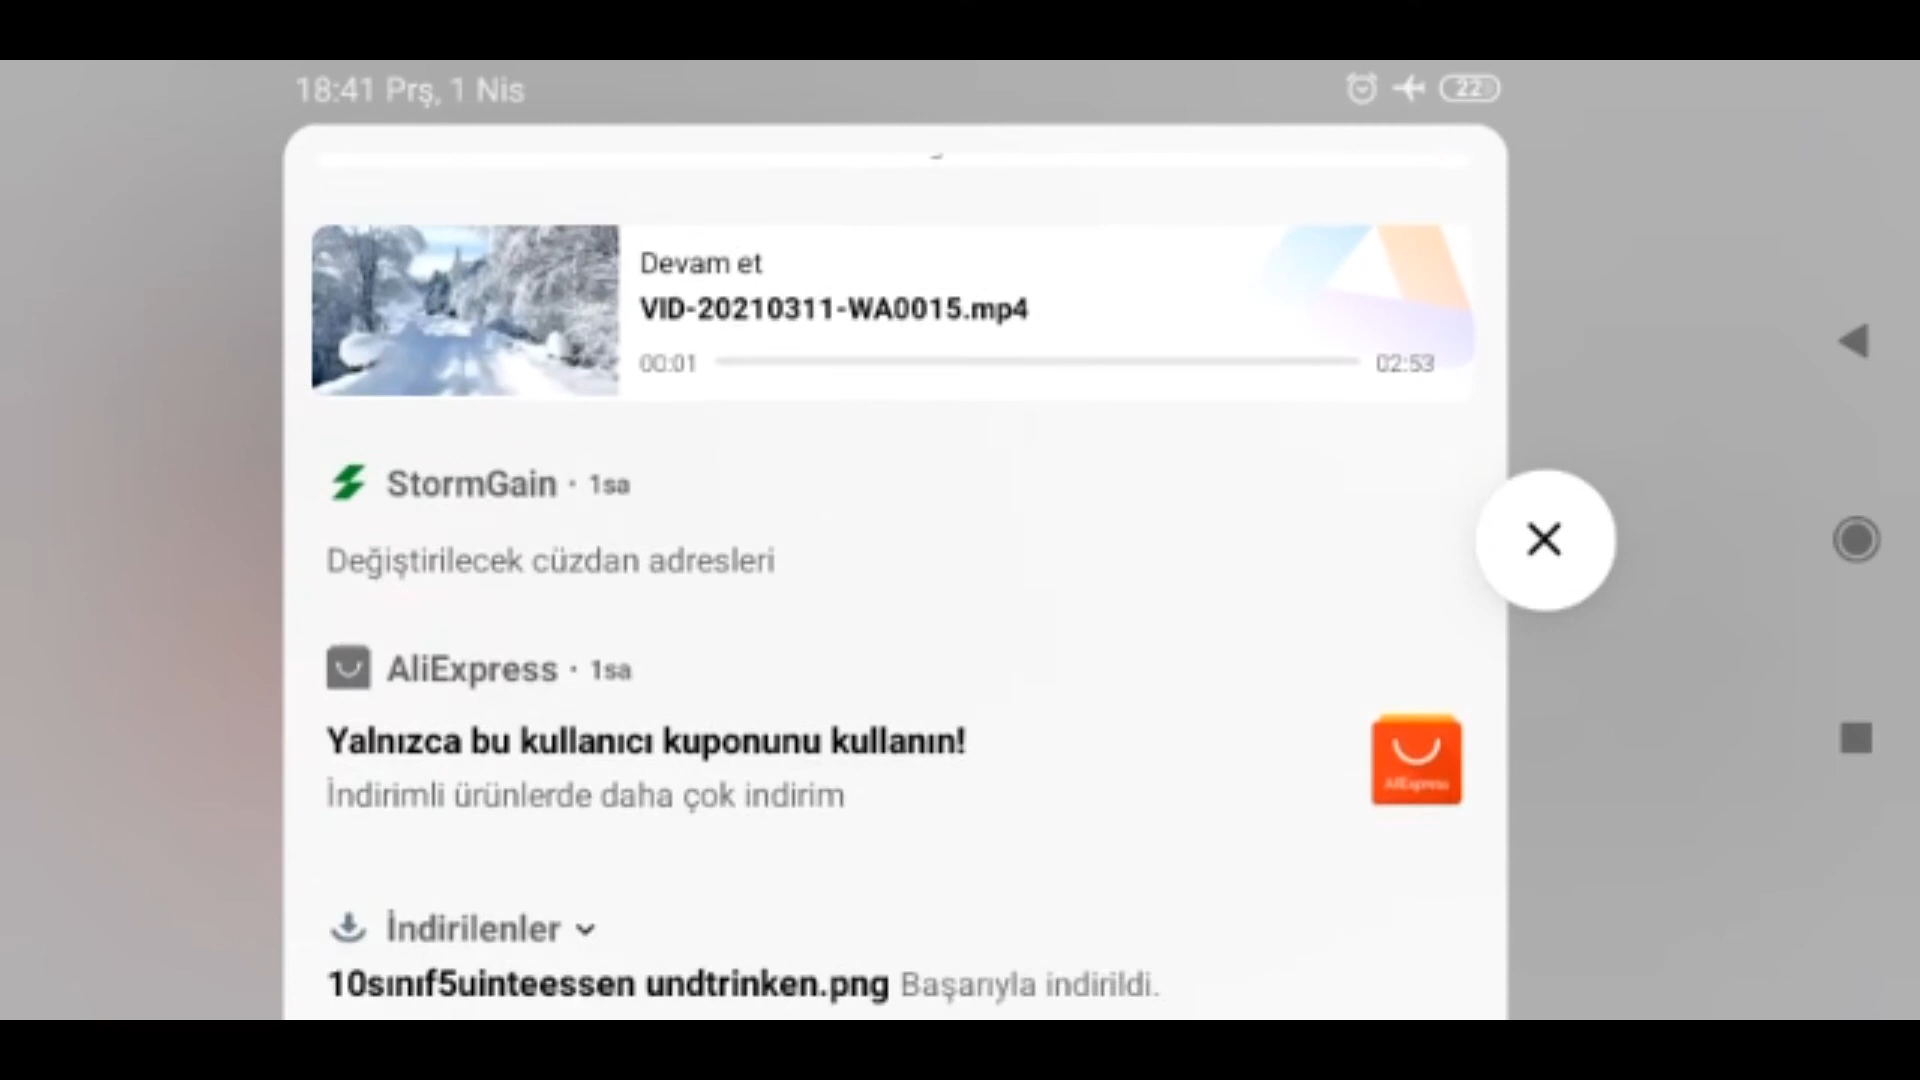 18:41 Prş, 1 Nis
22
Devam et
VID-20210311-WA0015.mp4
00:01
02:53
StormGain · 1sa
Değiştirilecek cüzdan adresleri
AliExpress · 1sa
Yalnızca bu kullanıcı kuponunu kullanın!
İndirimli ürünlerde daha çok indirim
AliExpress
İndirilenler
10sınıf5uinteessen undtrinken.png Başarıyla indirildi.